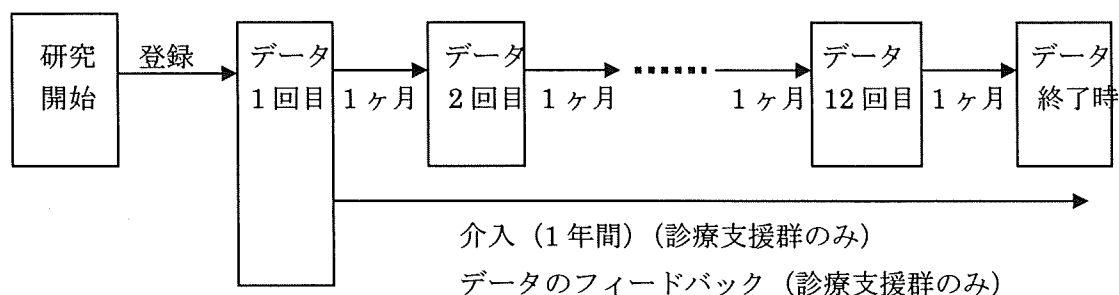 研究
開始
登録
データ
1回目
1ヶ月
データ
2回目
1ヶ月
1ヶ月
データ
12回目
1ヶ月
データ
終了時
介入（1年間）（診療支援群のみ）
データのフィードバック（診療支援群のみ）